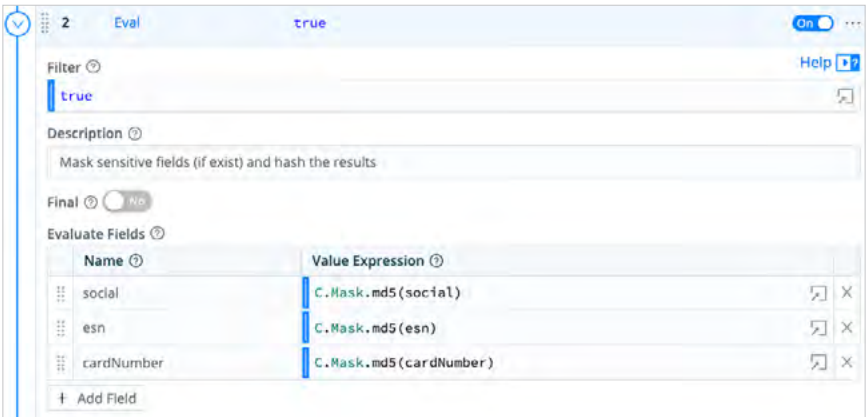 2 Eval true On ...
Filter ? Help ?
true
Description ?
Mask sensitive fields (if exist) and hash the results
Final ? No
Evaluate Fields ?
Name ? Value Expression ?
social C.Mask.md5(social) ×
esn C.Mask.md5(esn) ×
cardNumber C.Mask.md5(cardNumber) ×
+ Add Field